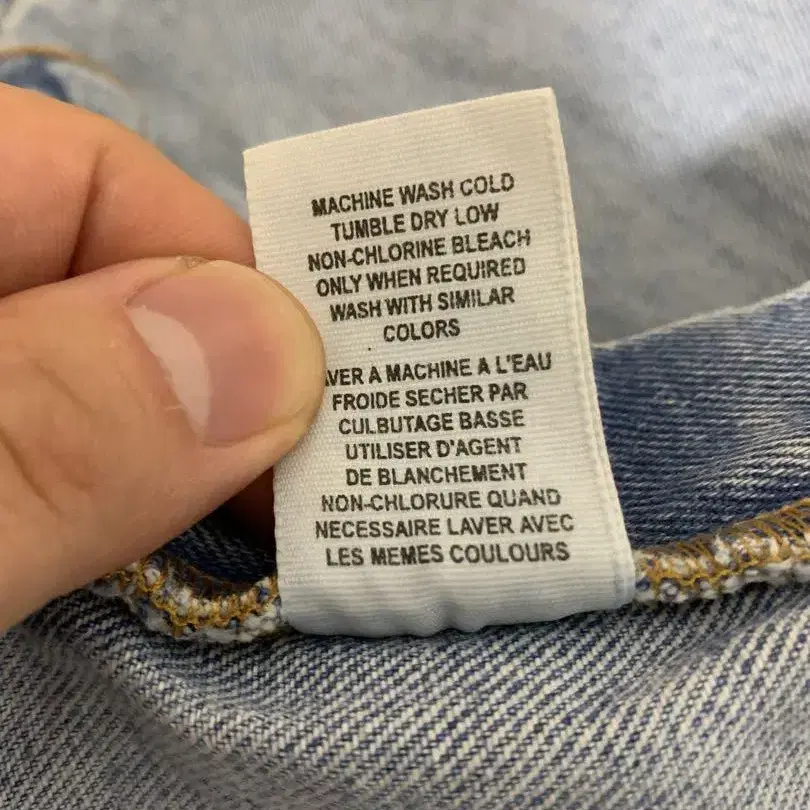 MACHINE WASH COLD
TUMBLE DRY LOW
NON-CHLORINE BLEACH
ONLY WHEN REQUIRED
WASH WITH SIMILAR
COLORS
A MACHINE A L'EAU
FROIDE SECHER PAR
CULBUTAGE BASSE
UTILISER D'AGENT
DE BLANCHEMENT
NON-CHLORURE QUAND
NECESSAIRE LAVER AVEC
LES MEMES COULOURS